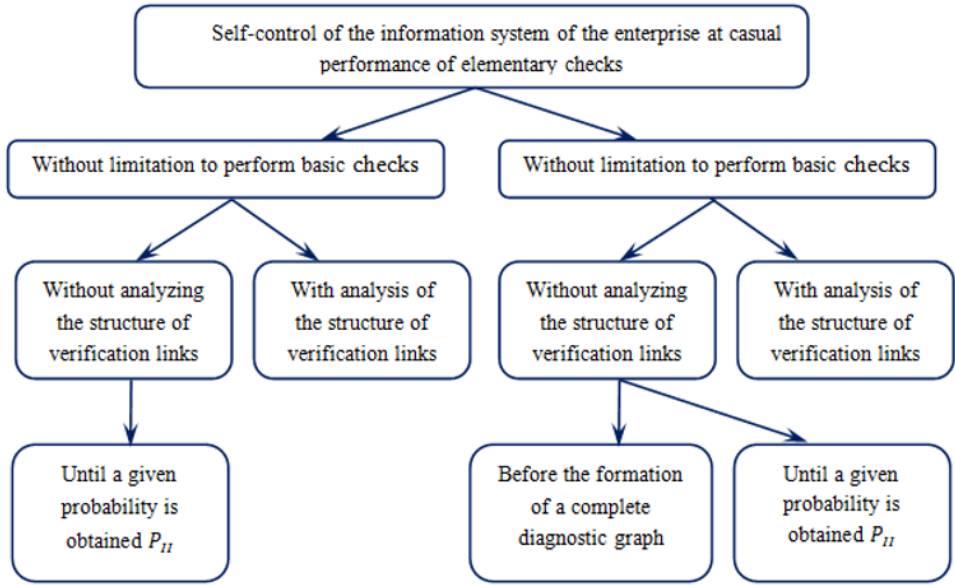 Self-control of the information system of the enterprise at casual
performance of elementary checks
Without limitation to perform basic checks
Without limitation to perform basic checks
Without analyzing
the structure of
verification links
With analysis of
the structure of
verification links
Without analyzing
the structure of
verification links
With analysis of
the structure of
verification links
Until a given
probability is
obtained P_II
Before the formation
of a complete
diagnostic graph
Until a given
probability is
obtained P_II